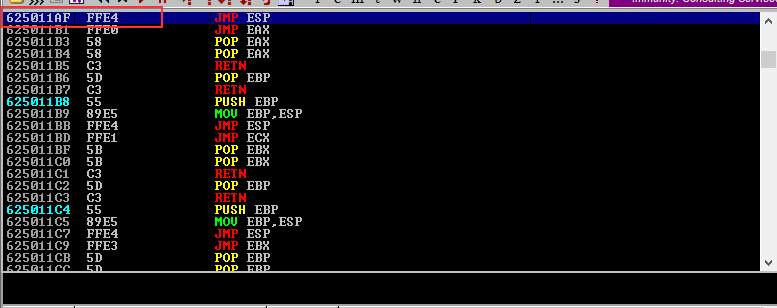 Immunity: Consulting Services
625011AF FFE4 JMP ESP
625011B1 FFE0 JMP EAX
625011B3 58 POP EAX
625011B4 58 POP EAX
625011B5 C3 RETN
625011B6 5D POP EBP
625011B7 C3 RETN
625011B8 55 PUSH EBP
625011B9 89E5 MOV EBP,ESP
625011BB FFE4 JMP ESP
625011BD FFE1 JMP ECX
625011BF 5B POP EBX
625011C0 5B POP EBX
625011C1 C3 RETN
625011C2 5D POP EBP
625011C3 C3 RETN
625011C4 55 PUSH EBP
625011C5 89E5 MOV EBP,ESP
625011C7 FFE4 JMP ESP
625011C9 FFE3 JMP EBX
625011CB 5D POP EBP
625011CC 5D POP EBP